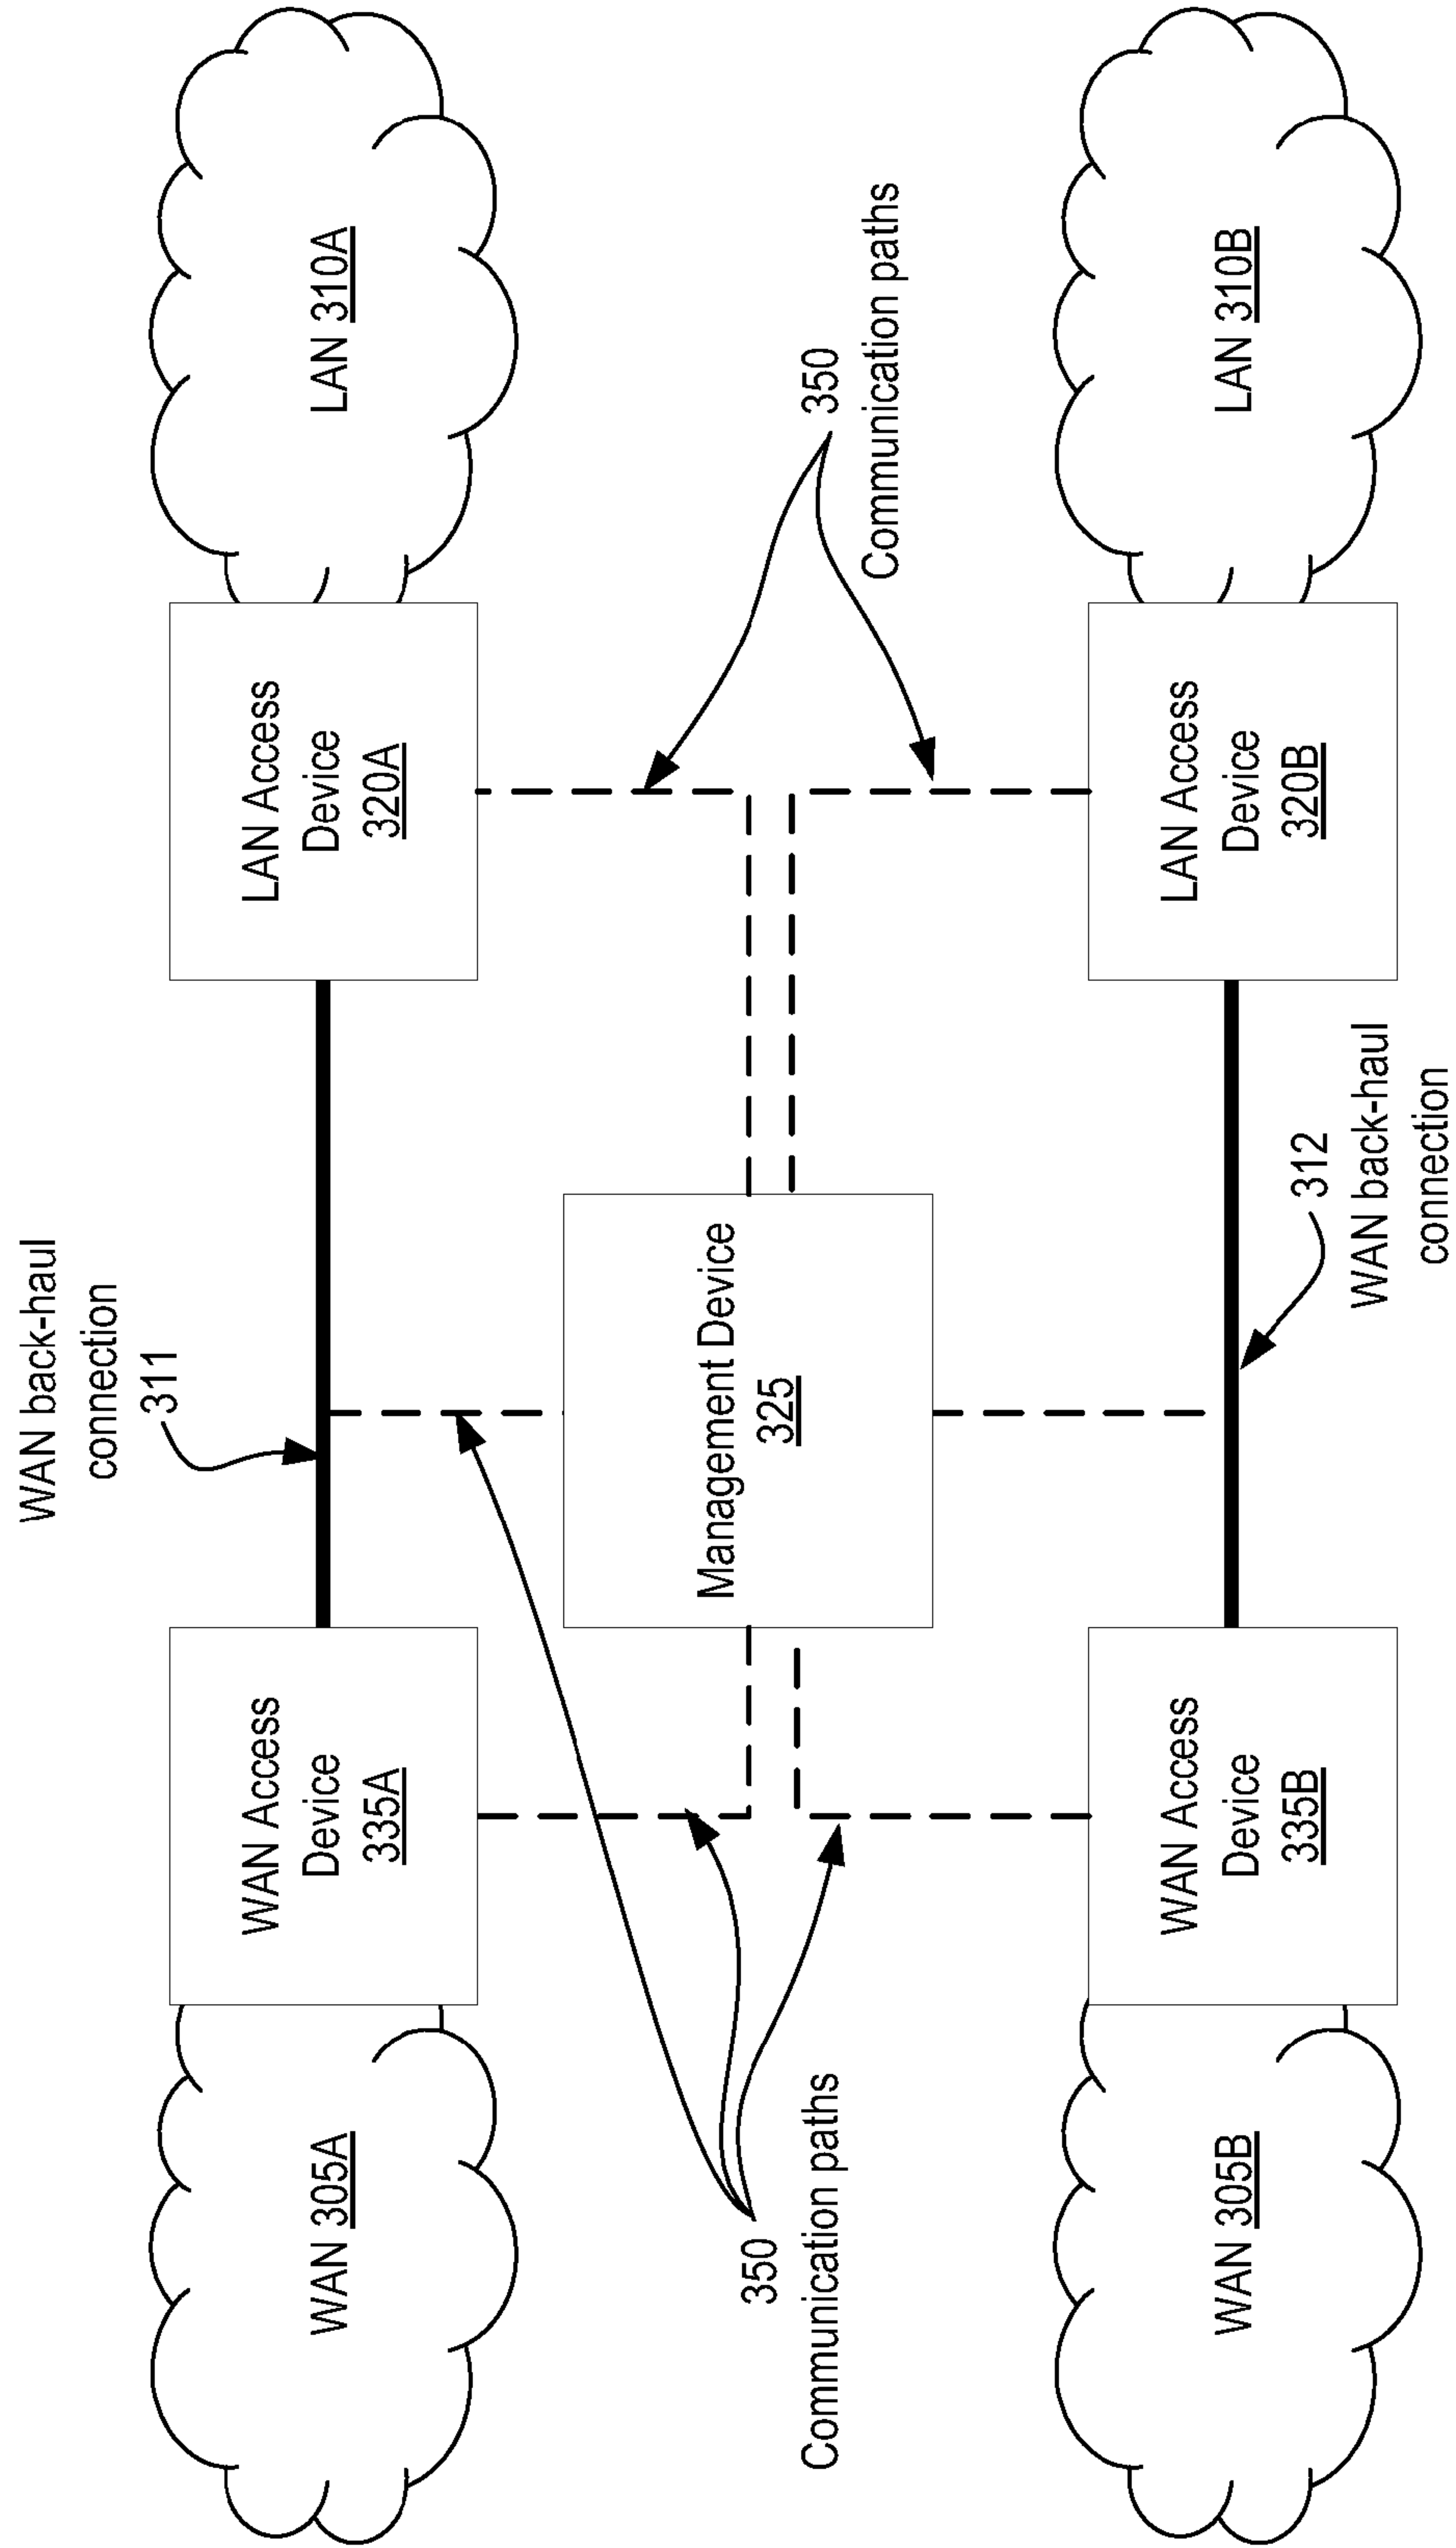 WAN back-haul
connection
311
WAN 305A
WAN Access
Device
335A
LAN Access
Device
320A
LAN 310A
350
Communication paths
Management Device
325
350
Communication paths
WAN 305B
WAN Access
Device
335B
LAN Access
Device
320B
LAN 310B
312
WAN back-haul
connection